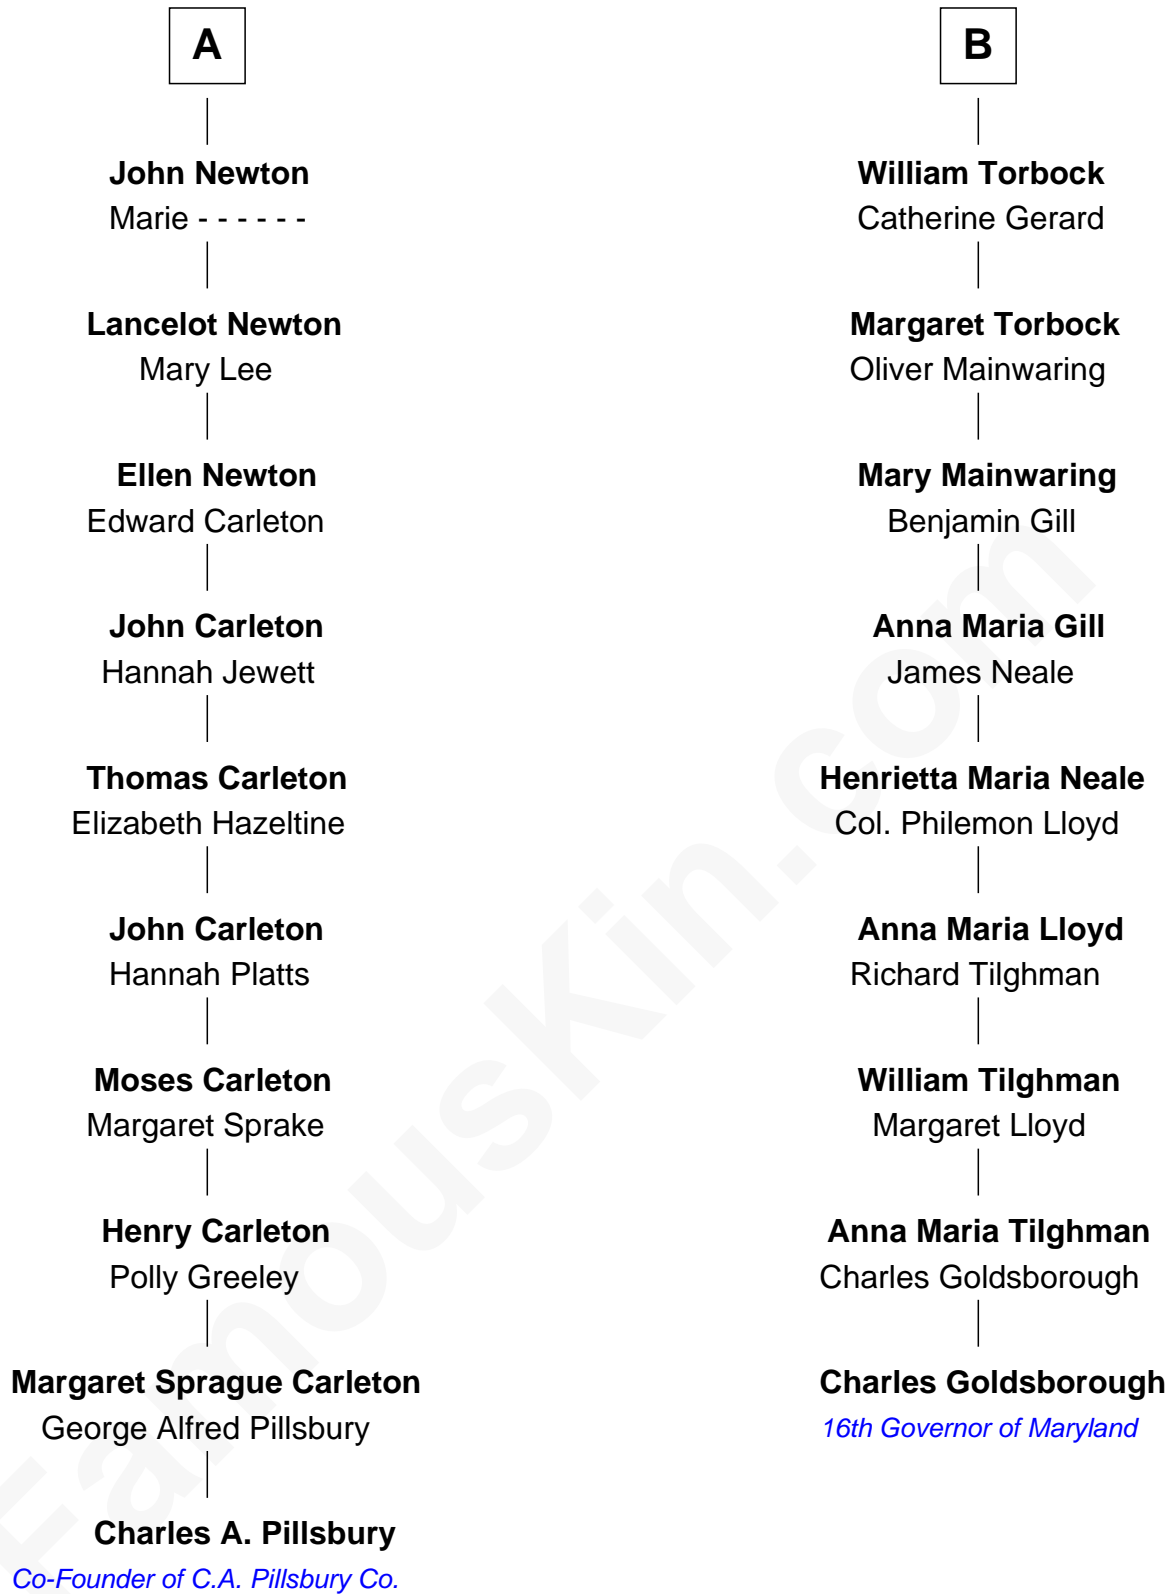 A
John Newton
Marie - - - - - -
Lancelot Newton
Mary Lee
Ellen Newton
Edward Carleton
John Carleton
Hannah Jewett
Thomas Carleton
Elizabeth Hazeltine
John Carleton
Hannah Platts
Moses Carleton
Margaret Sprake
Henry Carleton
Polly Greeley
Margaret Sprague Carleton
George Alfred Pillsbury
Charles A. Pillsbury
Co-Founder of C.A. Pillsbury Co.
B
William Torbock
Catherine Gerard
Margaret Torbock
Oliver Mainwaring
Mary Mainwaring
Benjamin Gill
Anna Maria Gill
James Neale
Henrietta Maria Neale
Col. Philemon Lloyd
Anna Maria Lloyd
Richard Tilghman
William Tilghman
Margaret Lloyd
Anna Maria Tilghman
Charles Goldsborough
Charles Goldsborough
16th Governor of Maryland
FamousKin.com